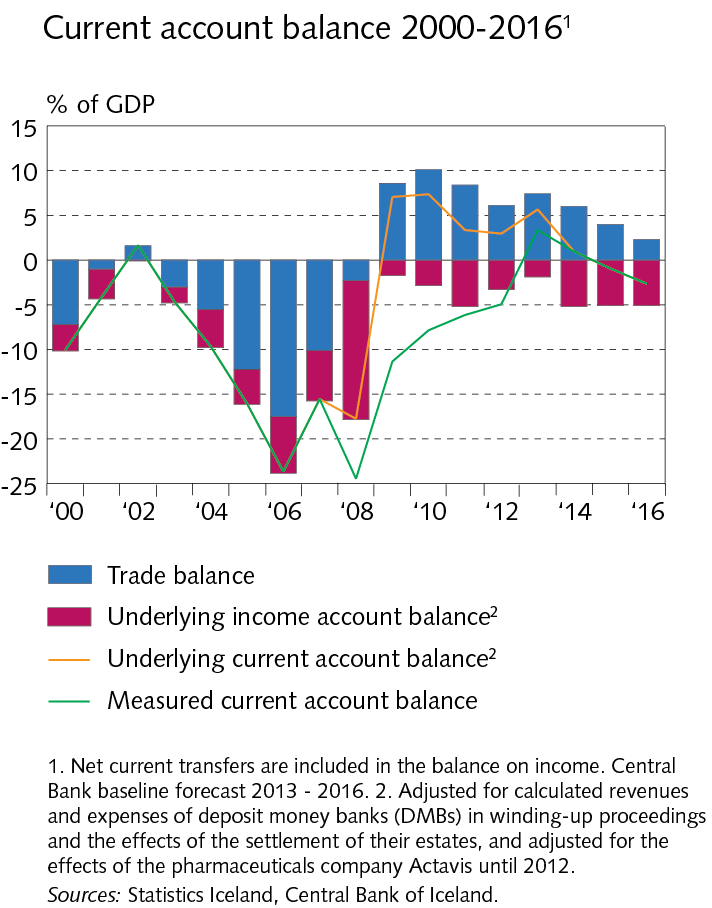 Current account balance 2000-2016¹
% of GDP
15
10
5
0
-5
-10
-15
-20
-25
‘00 ‘02 ‘04 ‘06 ‘08 ‘10 ‘12 ‘14 ‘16
Trade balance
Underlying income account balance²
Underlying current account balance²
Measured current account balance
1. Net current transfers are included in the balance on income. Central
Bank baseline forecast 2013 - 2016. 2. Adjusted for calculated revenues
and expenses of deposit money banks (DMBs) in winding-up proceedings
and the effects of the settlement of their estates, and adjusted for the
effects of the pharmaceuticals company Actavis until 2012.
Sources: Statistics Iceland, Central Bank of Iceland.